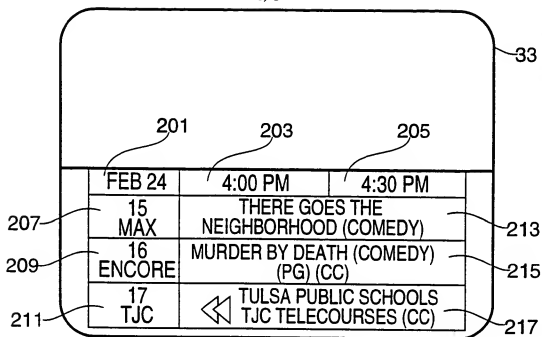 33
201 203 205
FEB 24 4:00 PM 4:30 PM
207 15 MAX THERE GOES THE NEIGHBORHOOD (COMEDY) 213
209 16 ENCORE MURDER BY DEATH (COMEDY) (PG) (CC) 215
211 17 TJC TULSA PUBLIC SCHOOLS TJC TELECOURSES (CC) 217